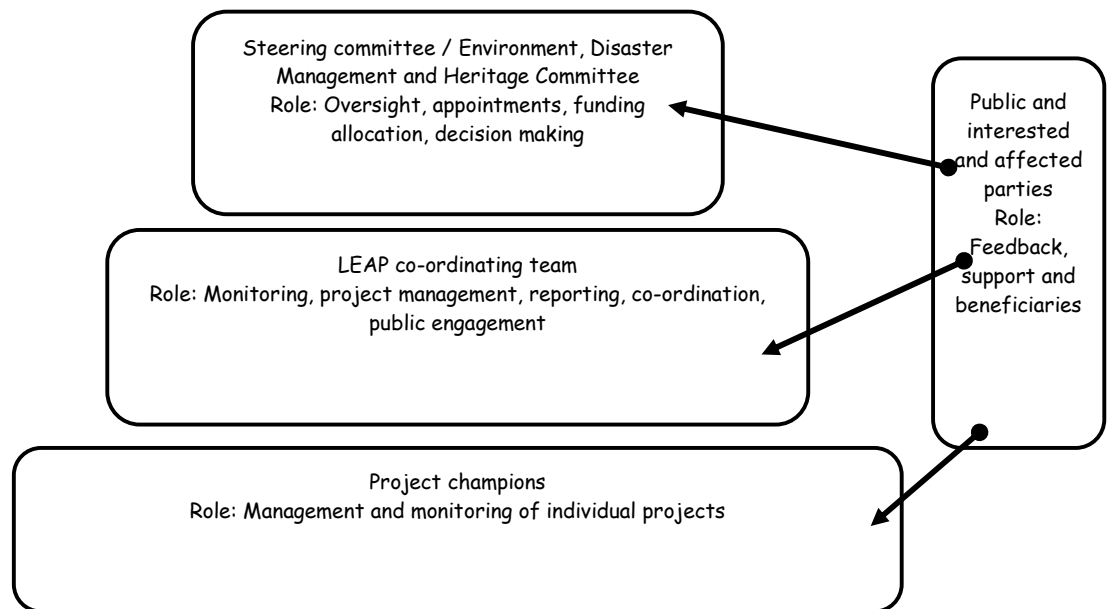 Steering committee / Environment, Disaster
Management and Heritage Committee
Role: Oversight, appointments, funding
allocation, decision making
LEAP co-ordinating team
Role: Monitoring, project management, reporting, co-ordination,
public engagement
Project champions
Role: Management and monitoring of individual projects
Public and
interested
and affected
parties
Role:
Feedback,
support and
beneficiaries